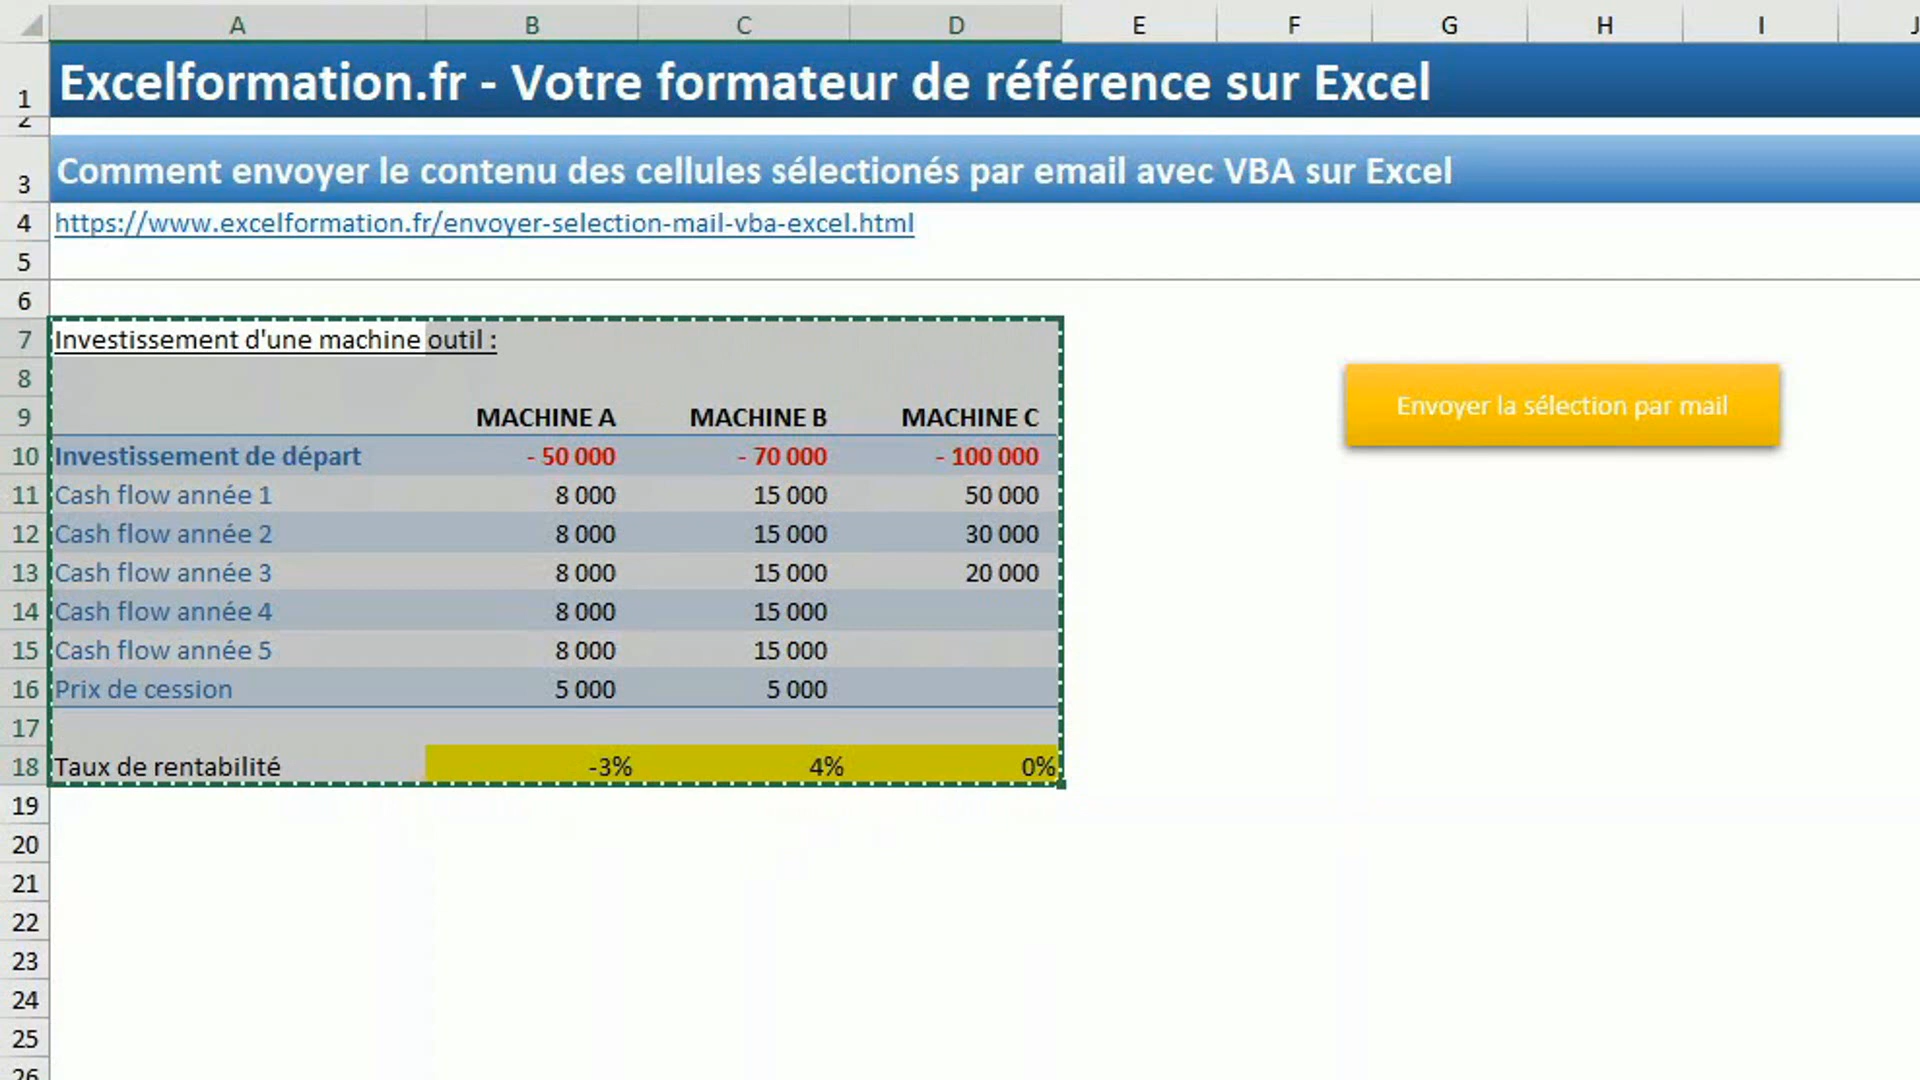 A B C D E F G H I J
1 Excelformation.fr - Votre formateur de référence sur Excel
2
3 Comment envoyer le contenu des cellules sélectionés par email avec VBA sur Excel
4 https://www.excelformation.fr/envoyer-selection-mail-vba-excel.html
5
6
7 Investissement d'une machine outil :
8
Envoyer la sélection par mail
9 MACHINE A MACHINE B MACHINE C
10 Investissement de départ - 50 000 - 70 000 - 100 000
11 Cash flow année 1 8 000 15 000 50 000
12 Cash flow année 2 8 000 15 000 30 000
13 Cash flow année 3 8 000 15 000 20 000
14 Cash flow année 4 8 000 15 000
15 Cash flow année 5 8 000 15 000
16 Prix de cession 5 000 5 000
17
18 Taux de rentabilité -3% 4% 0%
19
20
21
22
23
24
25
26